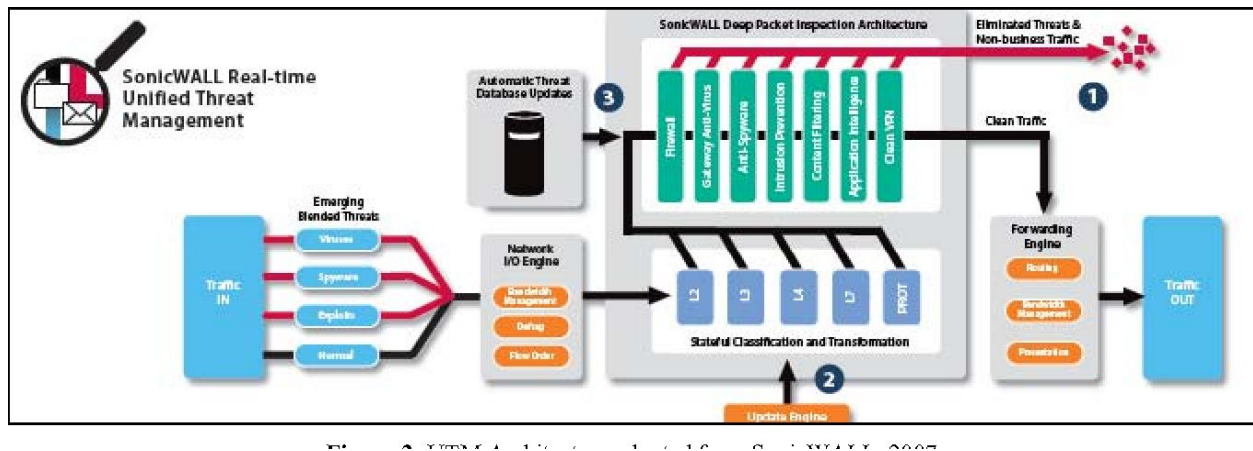 SonicWALL Deep Packet Inspection Architecture
Eliminated Threats &
Non-business Traffic
SonicWALL Real-time
Unified Threat
Management
Automatic Threat
Database Updates
3
1
Firewall
Gateway Anti-Virus
Anti-Spyware
Intrusion Prevention
Content Filtering
Application Intelligence
Clean VPN
Clean Traffic
Emerging
Blended Threats
Traffic
IN
Viruses
Spyware
Exploits
Normal
Network
I/O Engine
Bandwidth
Management
Defrag
Flow Order
L2
L3
L4
L7
PROT
Stateful Classification and Transformation
2
Update Engine
Forwarding
Engine
Routing
Bandwidth
Management
Presentation
Traffic
OUT